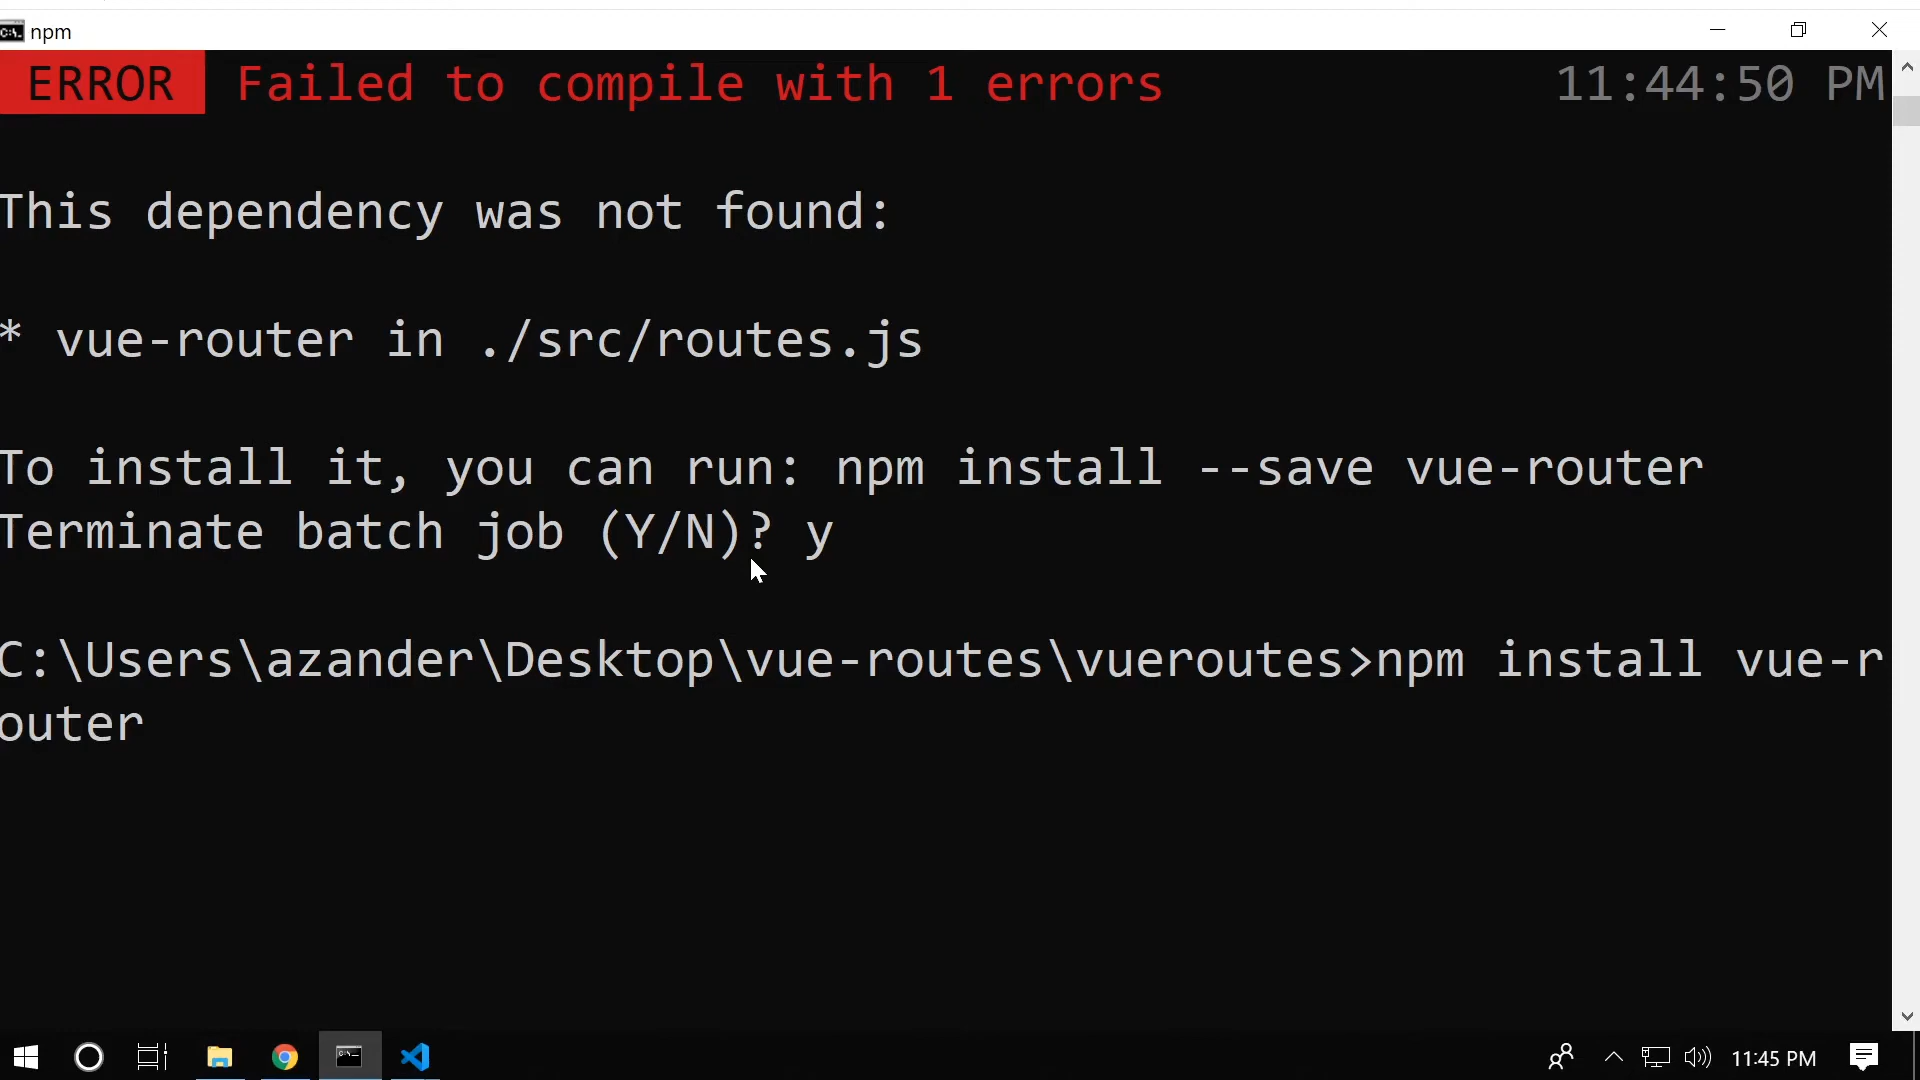 npm
ERROR Failed to compile with 1 errors 11:44:50 PM
This dependency was not found:
* vue-router in ./src/routes.js
To install it, you can run: npm install --save vue-router
Terminate batch job (Y/N)? y
C:\Users\azander\Desktop\vue-routes\vueroutes>npm install vue-r
outer
11:45 PM